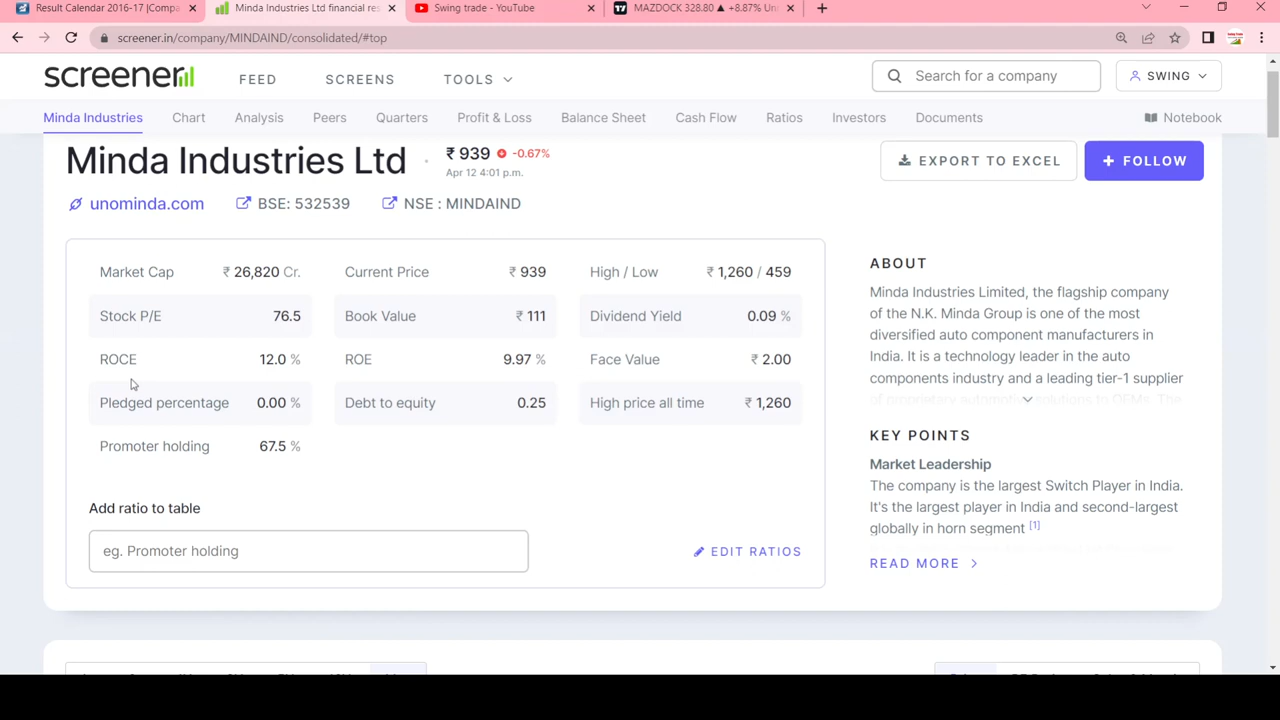 Result Calendar 2016-17 |Compa
Minda Industries Ltd financial res
Swing trade - YouTube
MAZDOCK 328.80 ▲ +8.87% Un
screener.in/company/MINDAIND/consolidated/#top
screener
FEED
SCREENS
TOOLS
Search for a company
SWING
Minda Industries
Chart
Analysis
Peers
Quarters
Profit & Loss
Balance Sheet
Cash Flow
Ratios
Investors
Documents
Notebook
Minda Industries Ltd
₹ 939 -0.67%
Apr 12 4:01 p.m.
EXPORT TO EXCEL
+ FOLLOW
unominda.com
BSE: 532539
NSE : MINDAIND
Market Cap ₹ 26,820 Cr.
Current Price ₹ 939
High / Low ₹ 1,260 / 459
Stock P/E 76.5
Book Value ₹ 111
Dividend Yield 0.09 %
ROCE 12.0 %
ROE 9.97 %
Face Value ₹ 2.00
Pledged percentage 0.00 %
Debt to equity 0.25
High price all time ₹ 1,260
Promoter holding 67.5 %
Add ratio to table
eg. Promoter holding
EDIT RATIOS
ABOUT
Minda Industries Limited, the flagship company
of the N.K. Minda Group is one of the most
diversified auto component manufacturers in
India. It is a technology leader in the auto
components industry and a leading tier-1 supplier
of proprietary automotive solutions to OEMs. The
KEY POINTS
Market Leadership
The company is the largest Switch Player in India.
It's the largest player in India and second-largest
globally in horn segment [1]
READ MORE